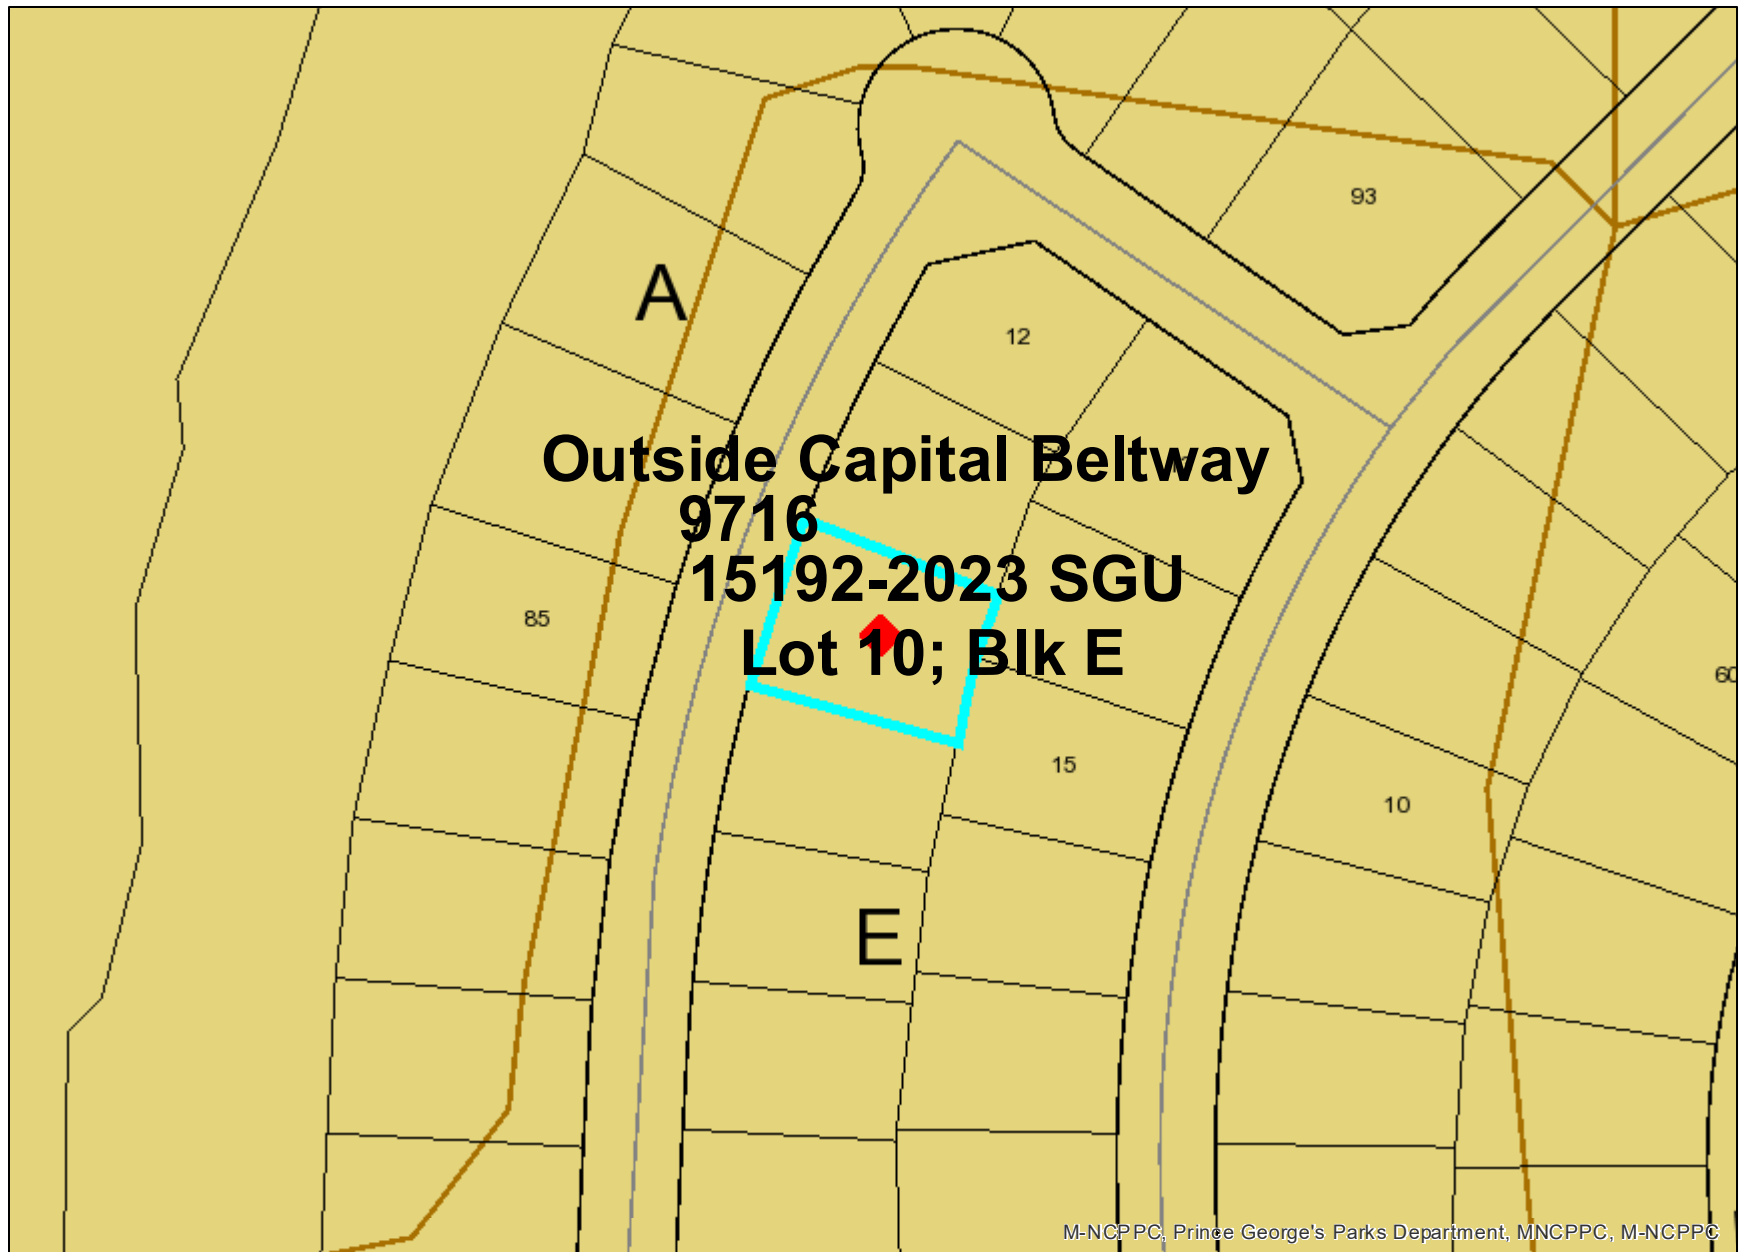 93
A
12
Outside Capital Beltway
9716
15192-2023 SGU
85
Lot 10; Blk E
60
15
10
E
M-NCPPC, Prince George's Parks Department, MNCPPC, M-NCPPC